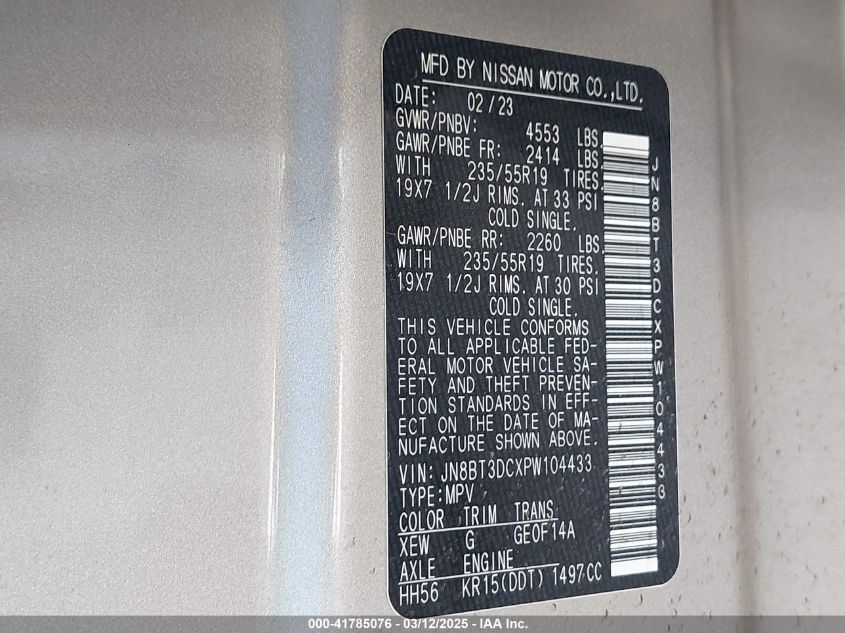 MFD BY NISSAN MOTOR CO.,LTD.
DATE: 02/23
GVWR/PNBV: 4553 LBS.
GAWR/PNBE FR: 2414 LBS.
WITH 235/55R19 TIRES.
19X7 1/2J RIMS. AT 33 PSI
COLD SINGLE.
GAWR/PNBE RR: 2260 LBS.
WITH 235/55R19 TIRES.
19X7 1/2J RIMS. AT 30 PSI
COLD SINGLE.
THIS VEHICLE CONFORMS
TO ALL APPLICABLE FED-
ERAL MOTOR VEHICLE SA-
FETY AND THEFT PREVEN-
TION STANDARDS IN EFF-
ECT ON THE DATE OF MA-
NUFACTURE SHOWN ABOVE.
VIN: JN8BT3DCXPW104433
TYPE:MPV
COLOR TRIM TRANS
XEW G GE0F14A
AXLE ENGINE
HH56 KR15(DDT) 1497CC
JN8BT3DCXPW104433
000-41785076 - 03/12/2025 - IAA Inc.